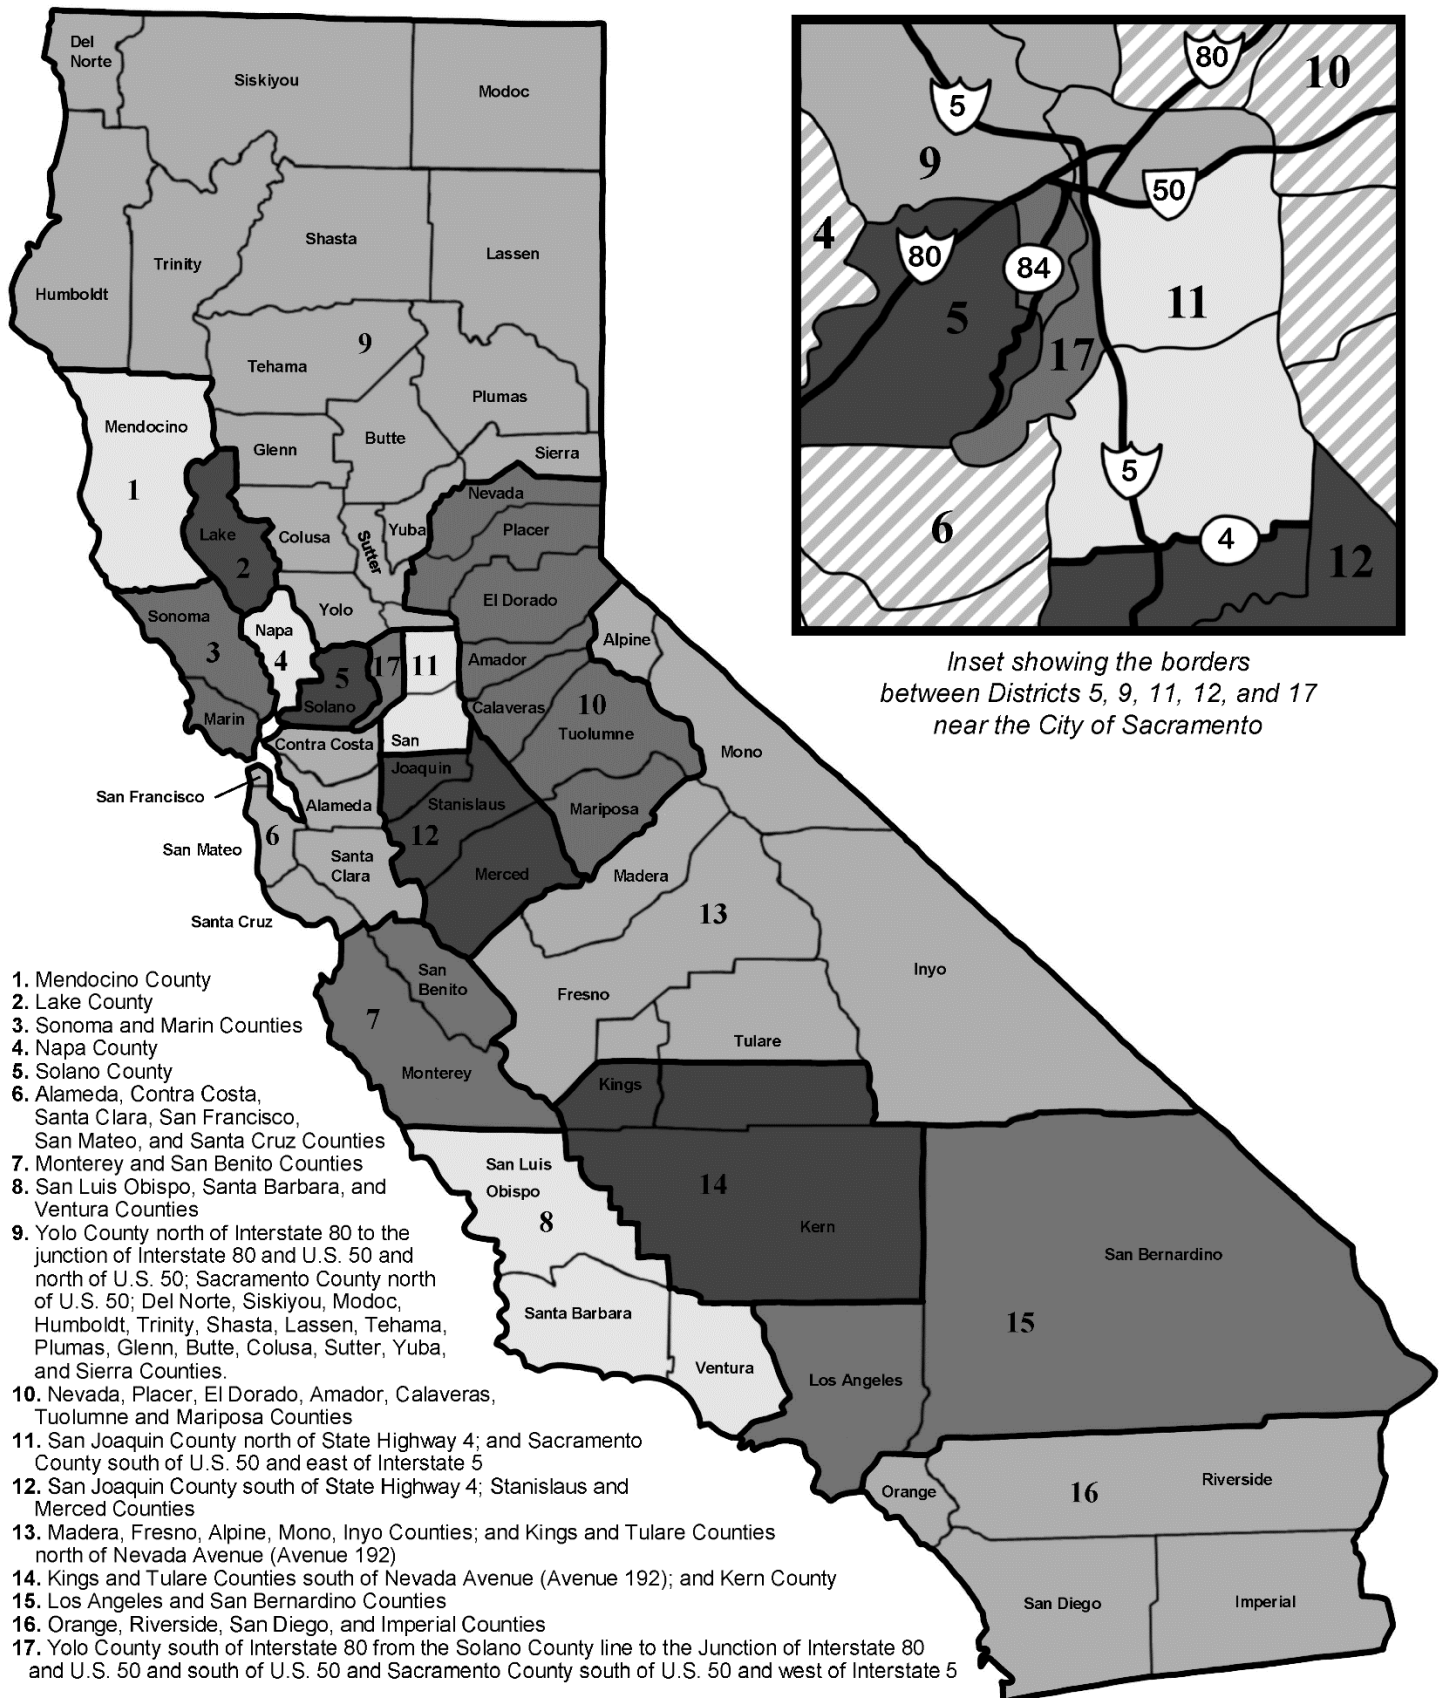 Del
Norte
Siskiyou
Modoc
Shasta
Lassen
Trinity
Humboldt
9
Tehama
Plumas
Mendocino
Butte
Glenn
Sierra
1
Nevada
Lake
Colusa
Sutter
Yuba
Placer
2
El Dorado
Sonoma
Yolo
Napa
Alpine
3
4
5
17
11
Amador
Solano
Calaveras
10
Marin
Tuolumne
Contra Costa
San
Mono
Joaquin
San Francisco
Alameda
Stanislaus
Mariposa
6
12
San Mateo
Santa
Clara
Merced
Madera
13
Santa Cruz
San
Benito
Inyo
Fresno
7
Tulare
Monterey
Kings
San Luis
Obispo
14
8
Kern
San Bernardino
Santa Barbara
15
Ventura
Los Angeles
Orange
16
Riverside
San Diego
Imperial
80
10
5
9
50
4
80
84
5
11
17
5
6
4
12
Inset showing the borders
between Districts 5, 9, 11, 12, and 17
near the City of Sacramento
1. Mendocino County
2. Lake County
3. Sonoma and Marin Counties
4. Napa County
5. Solano County
6. Alameda, Contra Costa,
Santa Clara, San Francisco,
San Mateo, and Santa Cruz Counties
7. Monterey and San Benito Counties
8. San Luis Obispo, Santa Barbara, and
Ventura Counties
9. Yolo County north of Interstate 80 to the
junction of Interstate 80 and U.S. 50 and
north of U.S. 50; Sacramento County north
of U.S. 50; Del Norte, Siskiyou, Modoc,
Humboldt, Trinity, Shasta, Lassen, Tehama,
Plumas, Glenn, Butte, Colusa, Sutter, Yuba,
and Sierra Counties.
10. Nevada, Placer, El Dorado, Amador, Calaveras,
Tuolumne and Mariposa Counties
11. San Joaquin County north of State Highway 4; and Sacramento
County south of U.S. 50 and east of Interstate 5
12. San Joaquin County south of State Highway 4; Stanislaus and
Merced Counties
13. Madera, Fresno, Alpine, Mono, Inyo Counties; and Kings and Tulare Counties
north of Nevada Avenue (Avenue 192)
14. Kings and Tulare Counties south of Nevada Avenue (Avenue 192); and Kern County
15. Los Angeles and San Bernardino Counties
16. Orange, Riverside, San Diego, and Imperial Counties
17. Yolo County south of Interstate 80 from the Solano County line to the Junction of Interstate 80
and U.S. 50 and south of U.S. 50 and Sacramento County south of U.S. 50 and west of Interstate 5